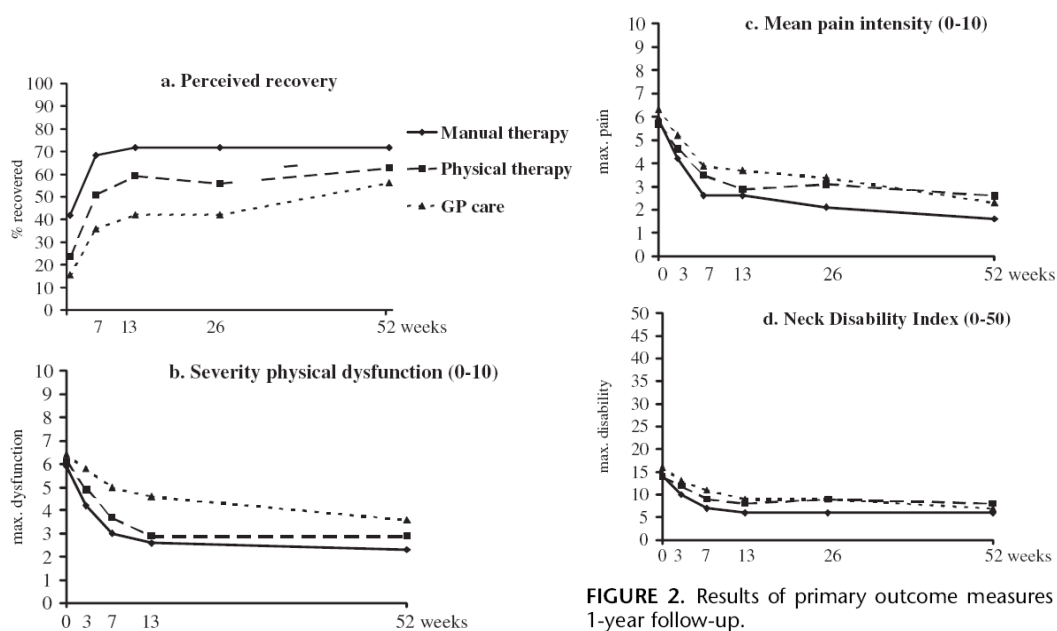 a. Perceived recovery
100
90
80
70
60
50
40
30
20
10
0
% recovered
7 13 26 52 weeks
Manual therapy
Physical therapy
GP care
b. Severity physical dysfunction (0-10)
10
9
8
7
6
5
4
3
2
1
0
max. dysfunction
0 3 7 13 52 weeks
c. Mean pain intensity (0-10)
10
9
8
7
6
5
4
3
2
1
0
max. pain
0 3 7 13 26 52 weeks
d. Neck Disability Index (0-50)
50
45
40
35
30
25
20
15
10
5
0
max. disability
0 3 7 13 26 52 weeks
FIGURE 2. Results of primary outcome measures
1-year follow-up.